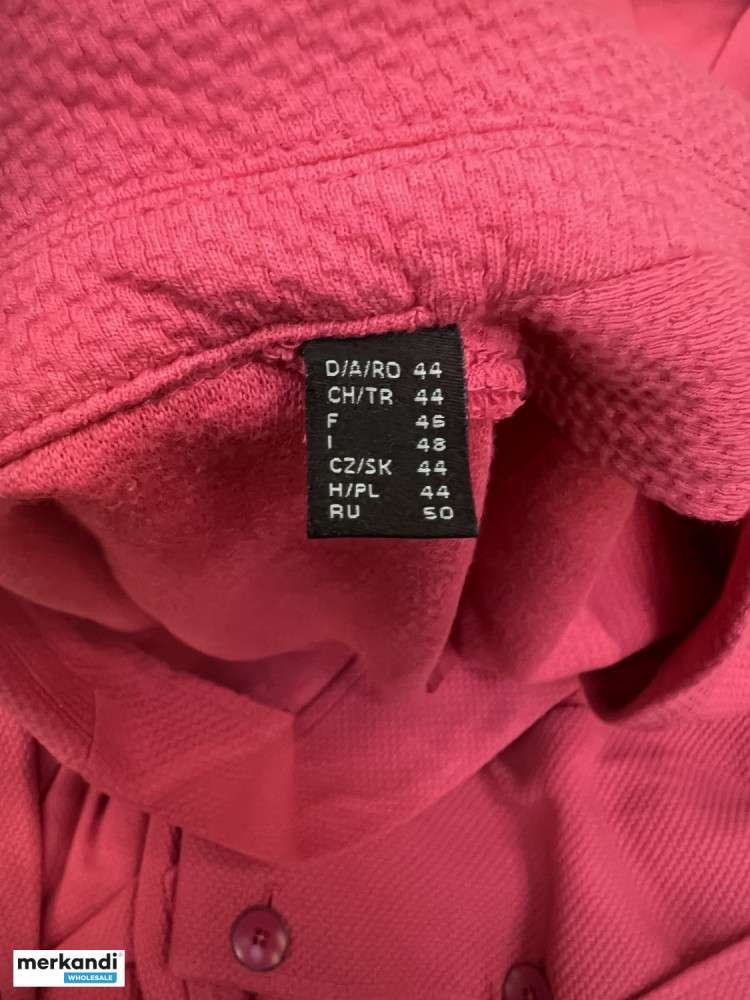 D/A/RO 44
CH/TR 44
F 46
I 48
CZ/SK 44
H/PL 44
RU 50
merkandi
WHOLESALE